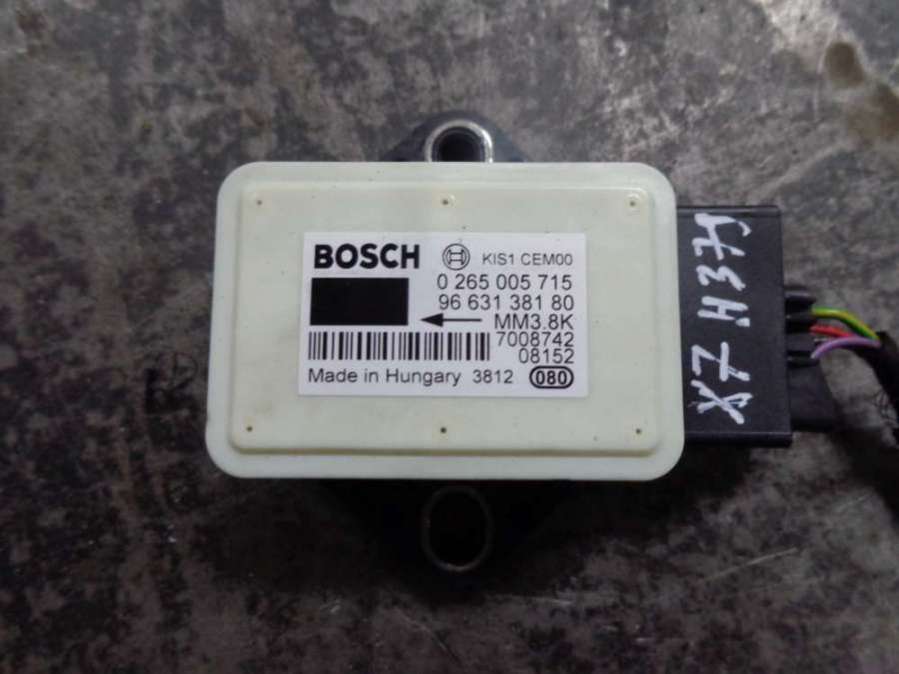 BOSCH KIS1 CEM00
0 265 005 715
96 631 381 80
MM3.8K
7008742
08152
Made in Hungary 3812 080